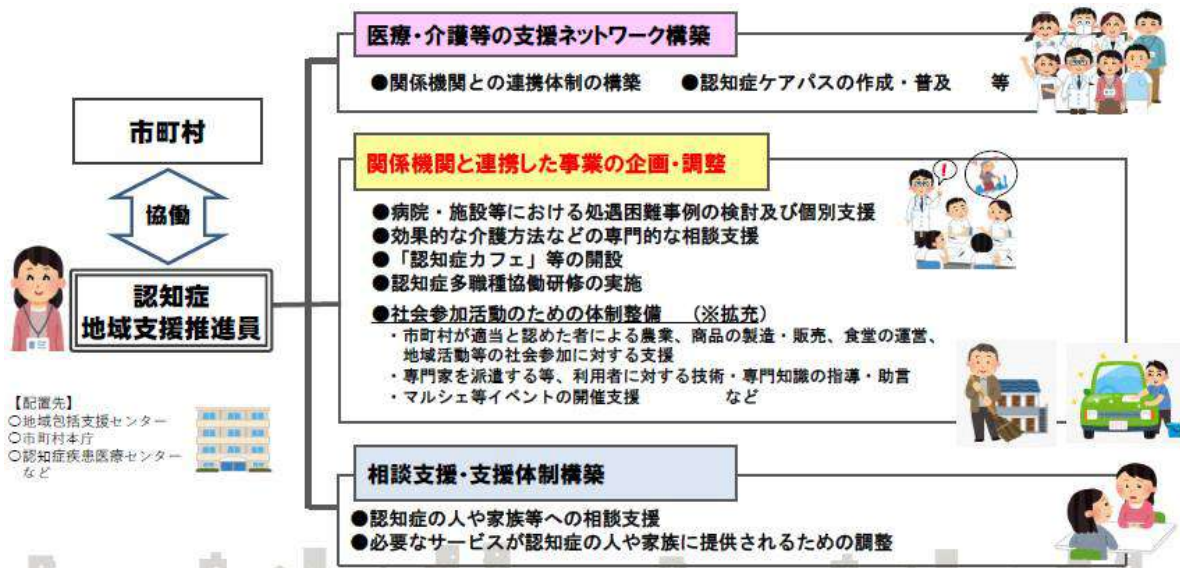 医療・介護等の支援ネットワーク構築
●関係機関との連携体制の構築　●認知症ケアパスの作成・普及　等
市町村
協働
認知症
地域支援推進員
【配置先】
○地域包括支援センター
○市町村本庁
○認知症疾患医療センター
など
関係機関と連携した事業の企画・調整
●病院・施設等における処遇困難事例の検討及び個別支援
●効果的な介護方法などの専門的な相談支援
●「認知症カフェ」等の開設
●認知症多職種協働研修の実施
●社会参加活動のための体制整備　（※拡充）
・市町村が適当と認めた者による農業、商品の製造・販売、食堂の運営、
地域活動等の社会参加に対する支援
・専門家を派遣する等、利用者に対する技術・専門知識の指導・助言
・マルシェ等イベントの開催支援　など
!
相談支援・支援体制構築
●認知症の人や家族等への相談支援
●必要なサービスが認知症の人や家族に提供されるための調整